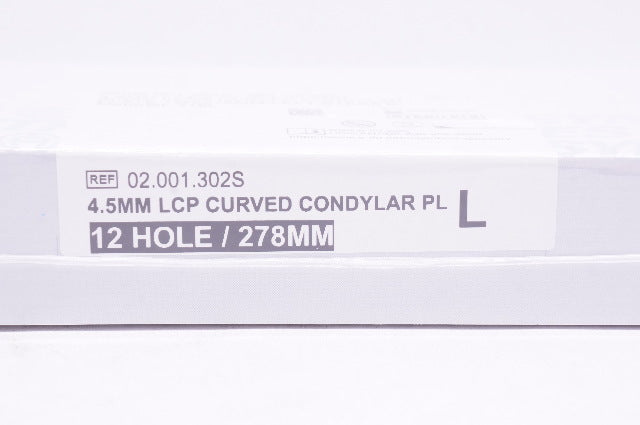 REF 02.001.302S
4.5MM LCP CURVED CONDYLAR PL L
12 HOLE / 278MM